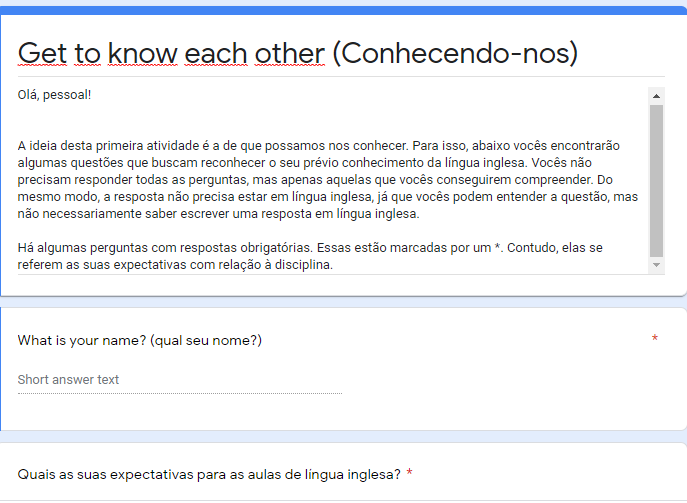 Get to know each other (Conhecendo-nos)
Olá, pessoal!
A ideia desta primeira atividade é a de que possamos nos conhecer. Para isso, abaixo vocês encontrarão
algumas questões que buscam reconhecer o seu prévio conhecimento da língua inglesa. Vocês não
precisam responder todas as perguntas, mas apenas aquelas que vocês conseguirem compreender. Do
mesmo modo, a resposta não precisa estar em língua inglesa, já que vocês podem entender a questão, mas
não necessariamente saber escrever uma resposta em língua inglesa.
Há algumas perguntas com respostas obrigatórias. Essas estão marcadas por um *. Contudo, elas se
referem as suas expectativas com relação à disciplina.
What is your name? (qual seu nome?) *
Short answer text
Quais as suas expectativas para as aulas de língua inglesa? *